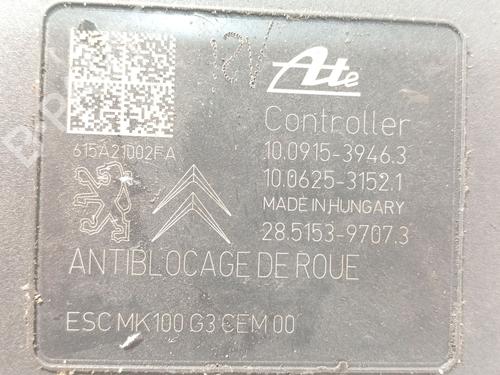 Ate
615A21002FA
Controller
10.0915-3946.3
10.0625-3152.1
MADE IN HUNGARY
28.5153-9707.3
ANTIBLOCAGE DE ROUE
ESC MK100 G3 CEM 00